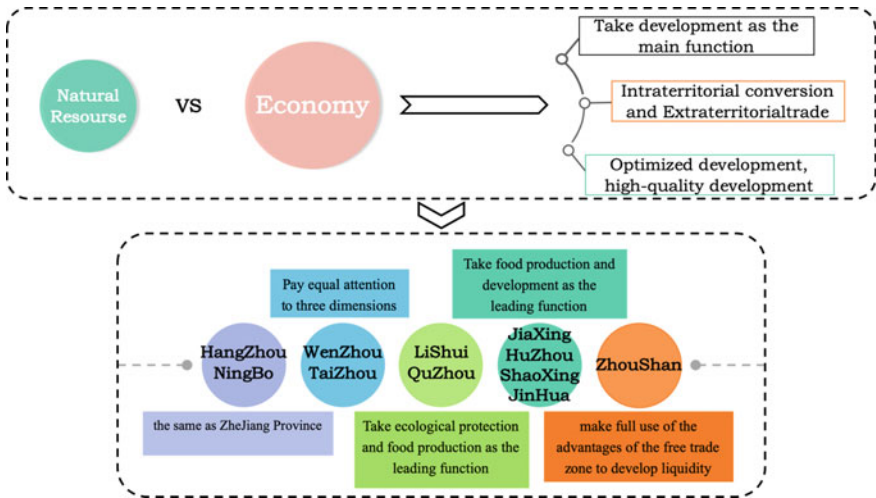 Natural
Resourse
VS
Economy
Take development as the
main function
Intraterritorial conversion
and Extraterritorialtrade
Optimized development,
high-quality development
Pay equal attention
to three dimensions
Take food production and
development as the
leading function
HangZhou
NingBo
WenZhou
TaiZhou
LiShui
QuZhou
JiaXing
HuZhou
ShaoXing
JinHua
ZhouShan
the same as ZheJiang Province
Take ecological protection
and food production as the
leading function
make full use of the
advantages of the free trade
zone to develop liquidity